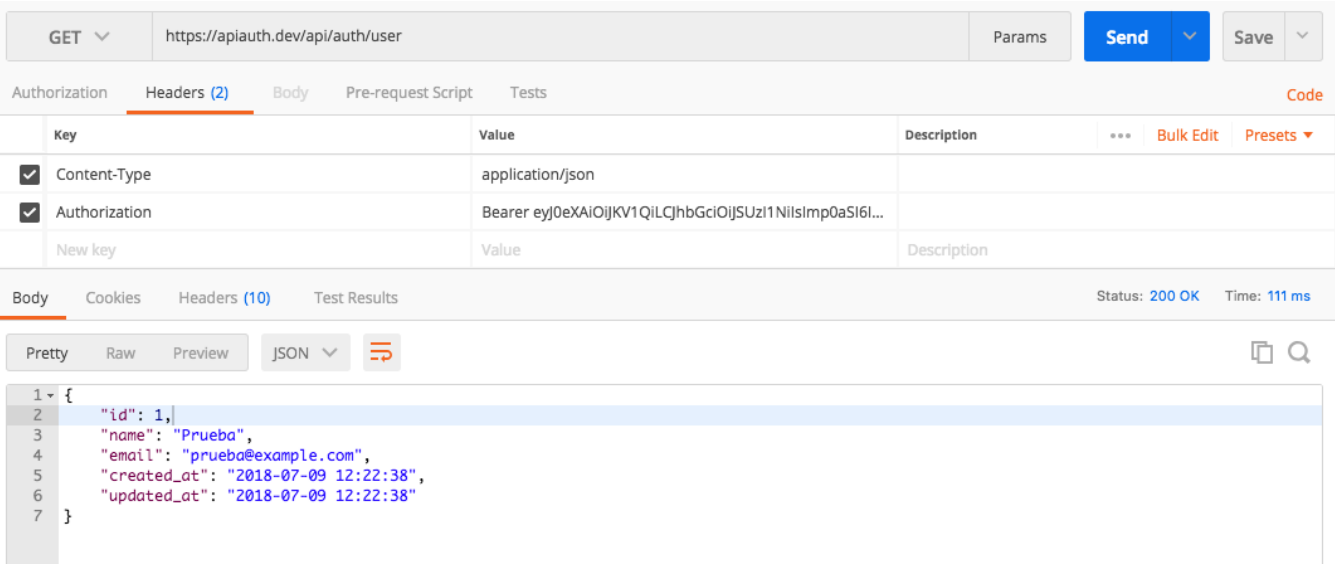 GET https://apiauth.dev/api/auth/user Params Send Save
Authorization Headers (2) Body Pre-request Script Tests Code
Key Value Description ••• Bulk Edit Presets
Content-Type application/json
Authorization Bearer eyJ0eXAiOiJKV1QiLCJhbGciOiJSUzI1NiIsImp0aSI6I...
New key Value Description
Body Cookies Headers (10) Test Results Status: 200 OK Time: 111 ms
Pretty Raw Preview JSON
1 {
2 "id": 1,
3 "name": "Prueba",
4 "email": "prueba@example.com",
5 "created_at": "2018-07-09 12:22:38",
6 "updated_at": "2018-07-09 12:22:38"
7 }